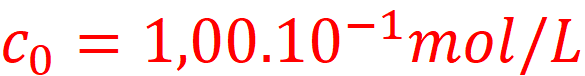 c₀ = 1,00.10⁻¹mol/L